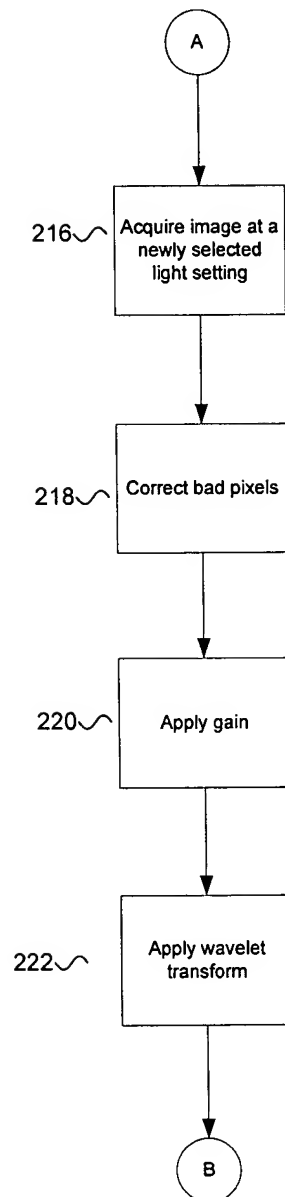 A
216
Acquire image at a
newly selected
light setting
218
Correct bad pixels
220
Apply gain
222
Apply wavelet
transform
B